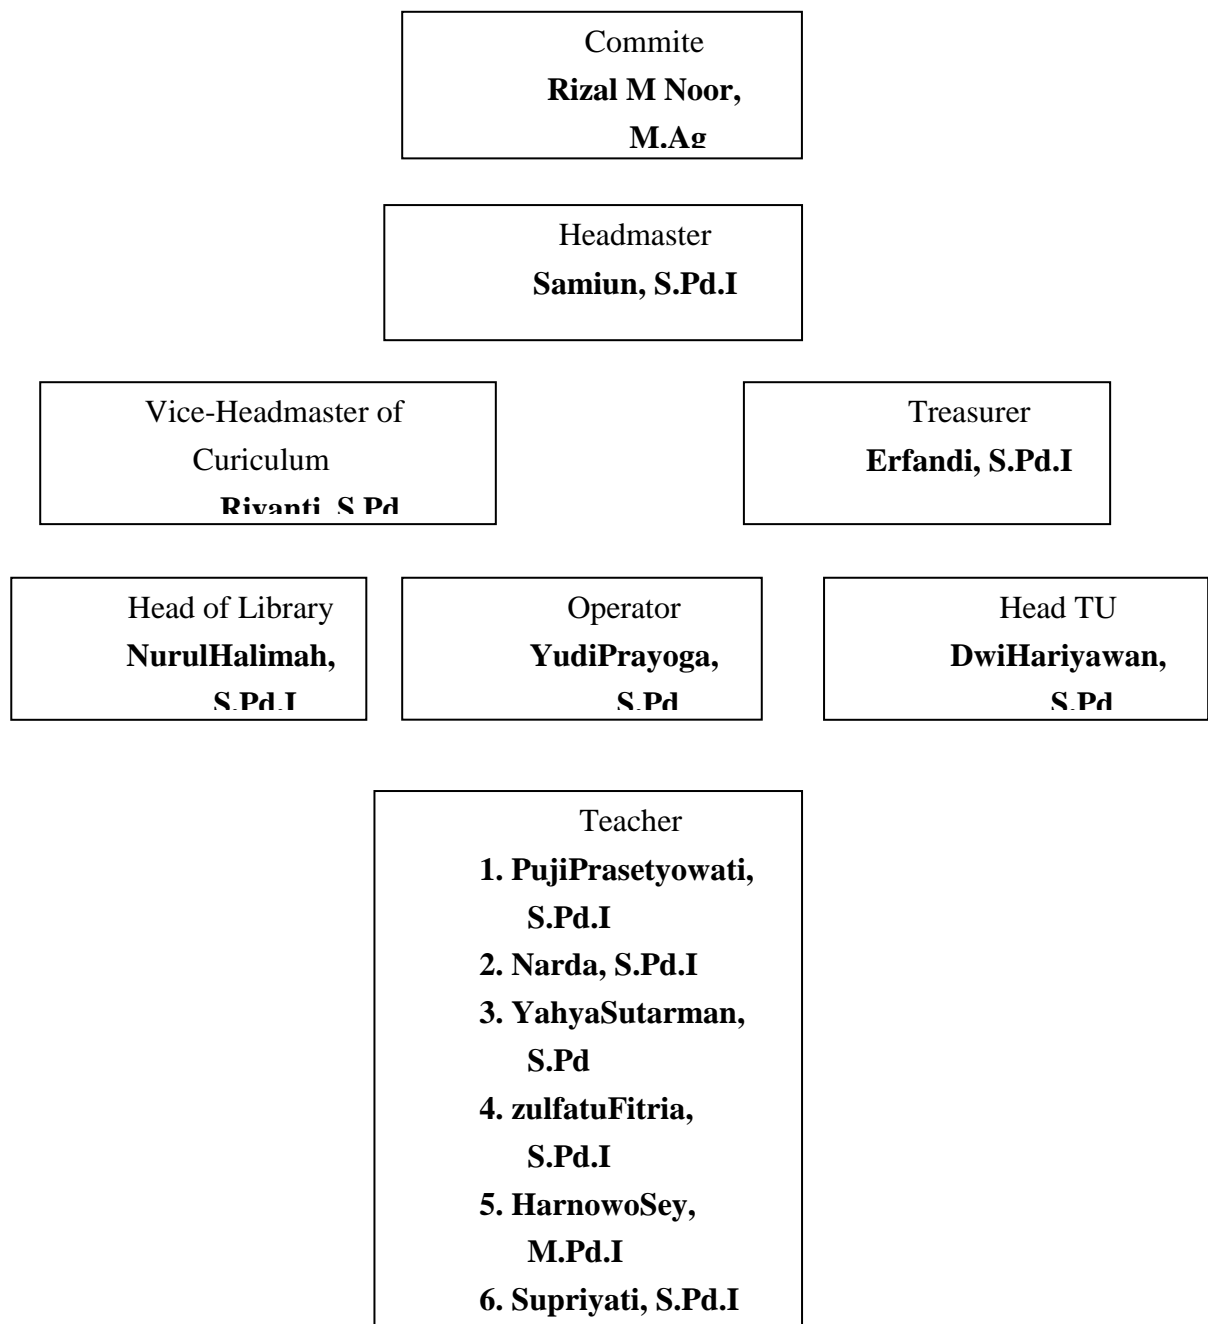 Commite
Rizal M Noor,
M.Ag
Headmaster
Samiun, S.Pd.I
Vice-Headmaster of
Curiculum
Riyanti, S.Pd
Treasurer
Erfandi, S.Pd.I
Head of Library
NurulHalimah,
S.Pd.I
Operator
YudiPrayoga,
S.Pd
Head TU
DwiHariyawan,
S.Pd
Teacher
1. PujiPrasetyowati,
S.Pd.I
2. Narda, S.Pd.I
3. YahyaSutarman,
S.Pd
4. zulfatuFitria,
S.Pd.I
5. HarnowoSey,
M.Pd.I
6. Supriyati, S.Pd.I